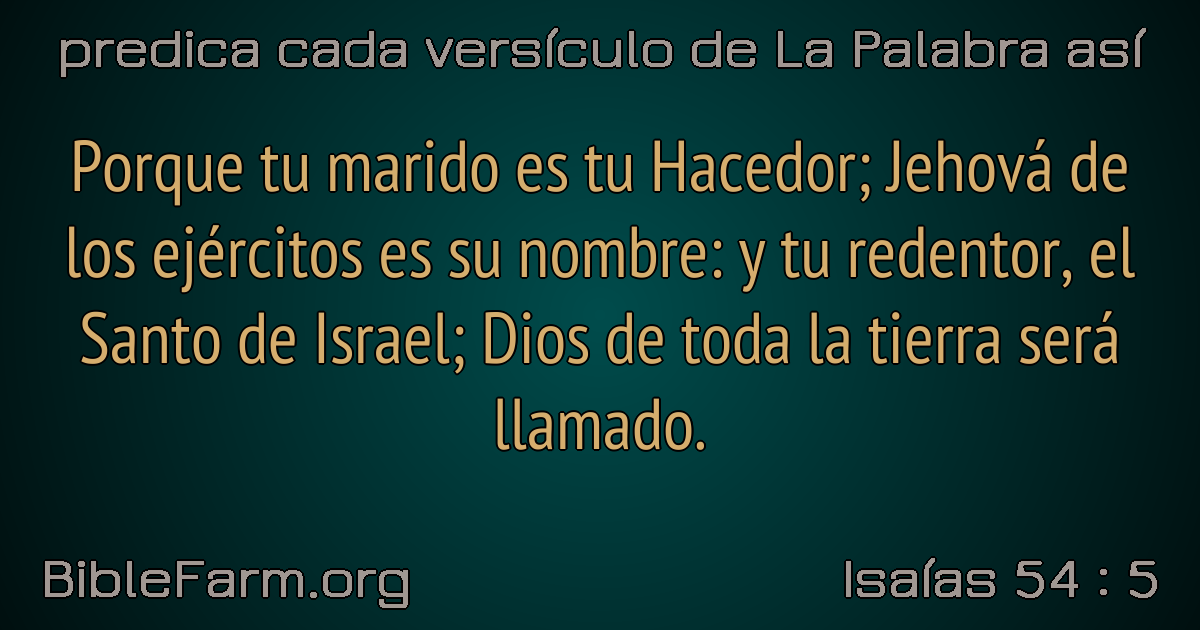 predica cada versículo de La Palabra así
Porque tu marido es tu Hacedor; Jehová de
los ejércitos es su nombre: y tu redentor, el
Santo de Israel; Dios de toda la tierra será
llamado.
BibleFarm.org
Isaías 54 : 5